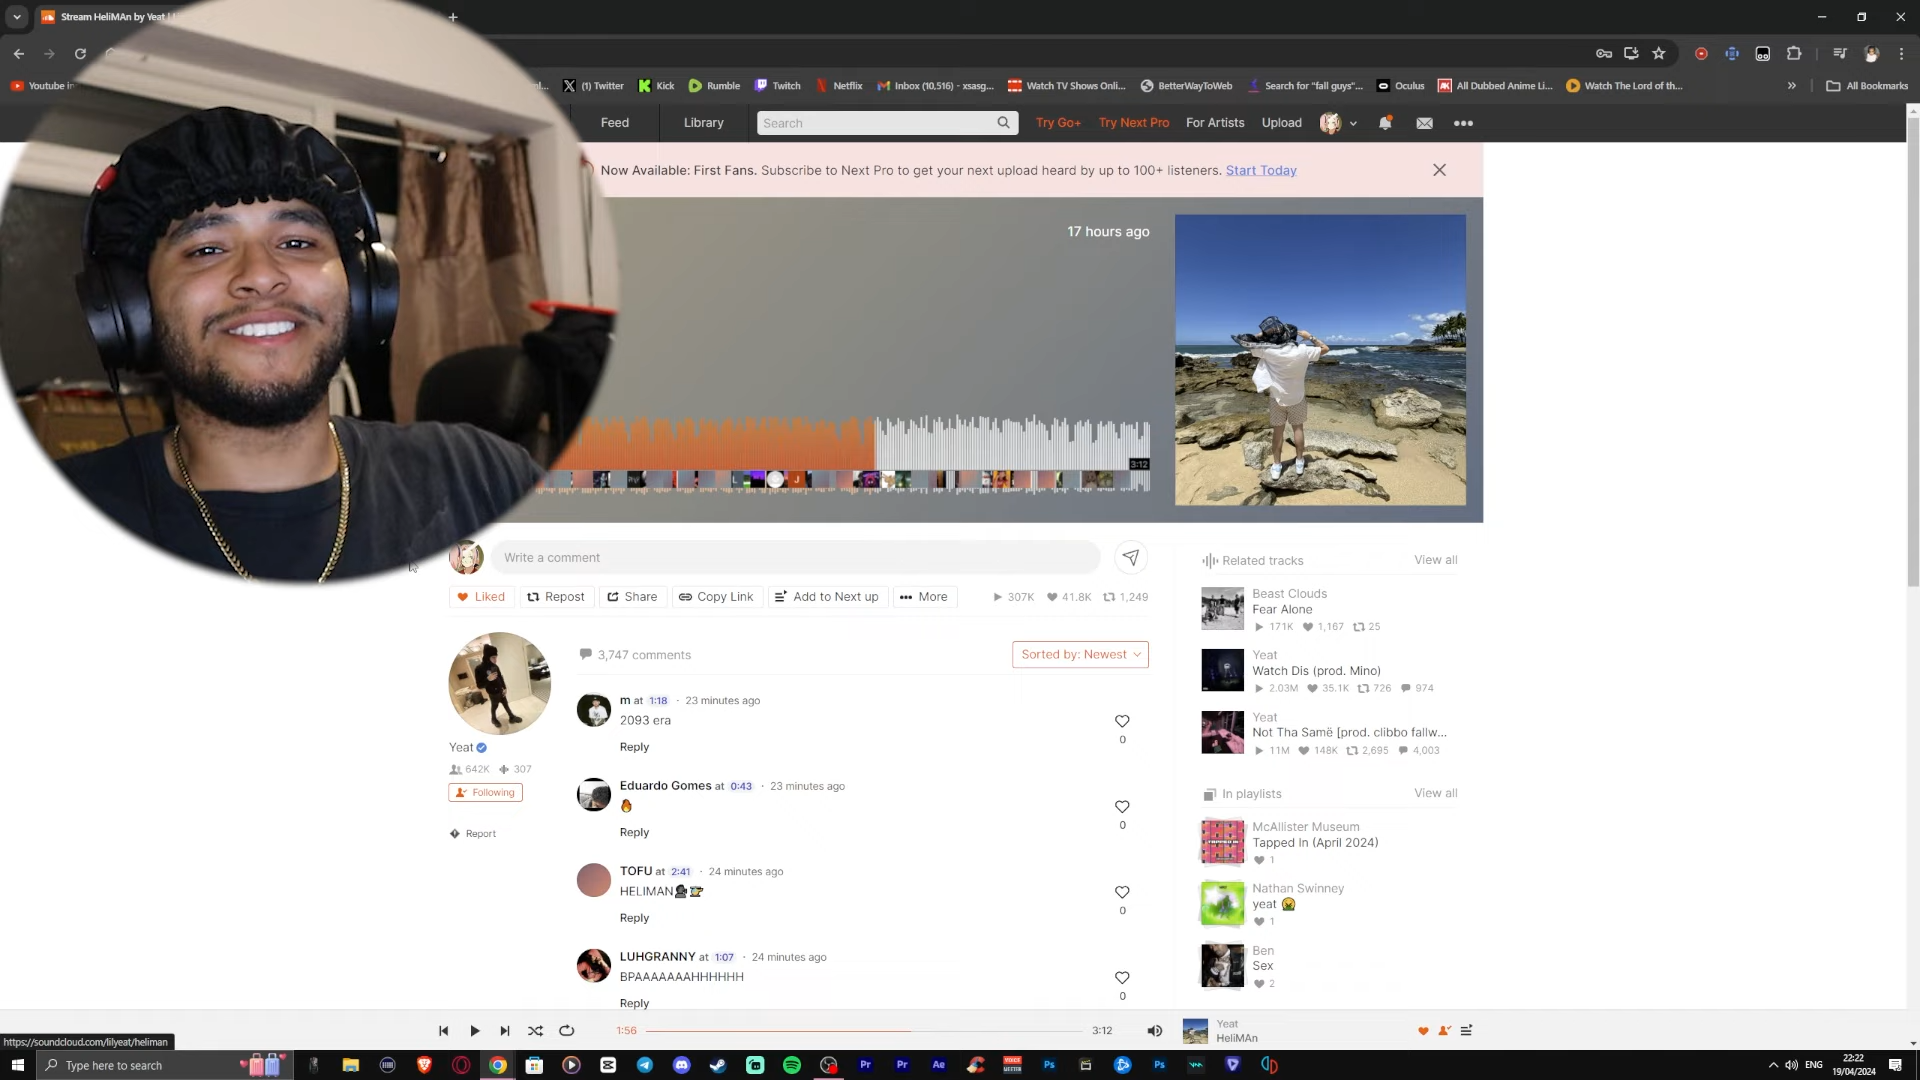 Stream HeliMAn by Yeat
Youtube in
(1) Twitter
Kick
Rumble
Twitch
Netflix
Inbox (10,516) - xsasg...
Watch TV Shows Onli...
BetterWayToWeb
Search for "fall guys"...
Oculus
All Dubbed Anime Li...
Watch The Lord of th...
All Bookmarks
Feed
Library
Search
Try Go+
Try Next Pro
For Artists
Upload
Now Available: First Fans. Subscribe to Next Pro to get your next upload heard by up to 100+ listeners. Start Today
17 hours ago
3:12
Write a comment
Liked
Repost
Share
Copy Link
Add to Next up
More
307K
41.8K
1,249
Yeat
642K
307
Following
Report
3,747 comments
Sorted by: Newest
m at 1:18 · 23 minutes ago
2093 era
Reply
0
Eduardo Gomes at 0:43 · 23 minutes ago
🔥
Reply
0
TOFU at 2:41 · 24 minutes ago
HELIMAN
Reply
0
LUHGRANNY at 1:07 · 24 minutes ago
BPAAAAAAAHHHHHH
Reply
0
Related tracks
View all
Beast Clouds
Fear Alone
171K 1,167 25
Yeat
Watch Dis (prod. Mino)
2.03M 35.1K 726 974
Yeat
Not Tha Samë [prod. clibbo fallw...
11M 148K 2,695 4,003
In playlists
View all
McAllister Museum
Tapped In (April 2024)
1
Nathan Swinney
yeat 🤮
1
Ben
Sex
2
1:56
3:12
Yeat
HeliMAn
https://soundcloud.com/lilyeat/heliman
Type here to search
ENG
22:22
19/04/2024